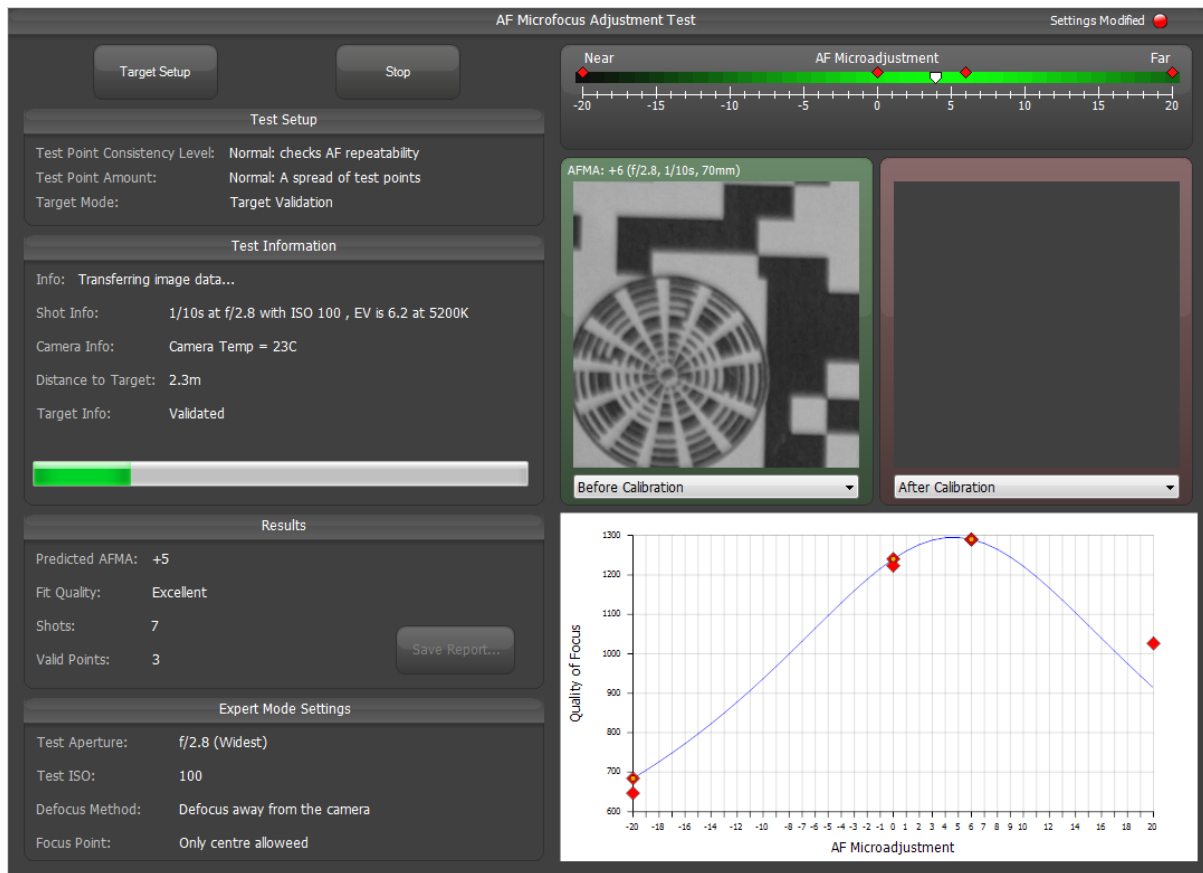 AF Microfocus Adjustment Test
Settings Modified
Target Setup
Stop
Test Setup
Test Point Consistency Level: Normal: checks AF repeatability
Test Point Amount: Normal: A spread of test points
Target Mode: Target Validation
Test Information
Info: Transferring image data...
Shot Info: 1/10s at f/2.8 with ISO 100 , EV is 6.2 at 5200K
Camera Info: Camera Temp = 23C
Distance to Target: 2.3m
Target Info: Validated
Results
Predicted AFMA: +5
Fit Quality: Excellent
Shots: 7
Valid Points: 3
Save Report...
Expert Mode Settings
Test Aperture: f/2.8 (Widest)
Test ISO: 100
Defocus Method: Defocus away from the camera
Focus Point: Only centre alloweed
Near AF Microadjustment Far
-20 -15 -10 -5 0 5 10 15 20
AFMA: +6 (f/2.8, 1/10s, 70mm)
Before Calibration
After Calibration
Quality of Focus
1300
1200
1100
1000
900
800
700
600
-20 -18 -16 -14 -12 -10 -8 -7 -6 -5 -4 -3 -2 -1 0 1 2 3 4 5 6 7 8 9 10 12 14 16 18 20
AF Microadjustment